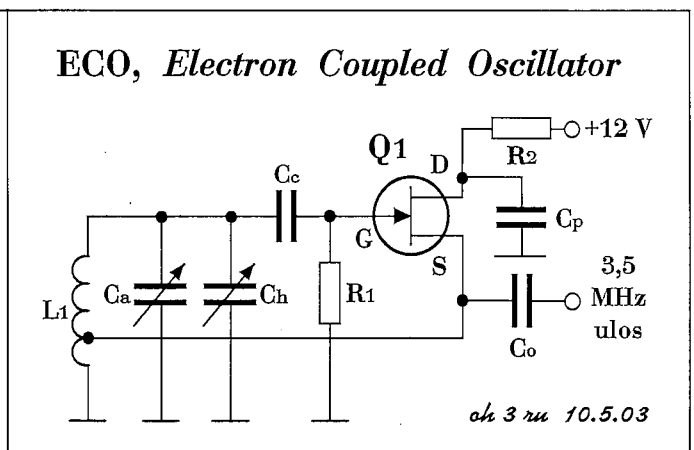 ECO, Electron Coupled Oscillator
+12 V
R2
Q1
D
Cc
G
S
Cp
L1
Ca
Ch
R1
3,5
MHz
ulos
Co
oh 3 ru 10.5.03